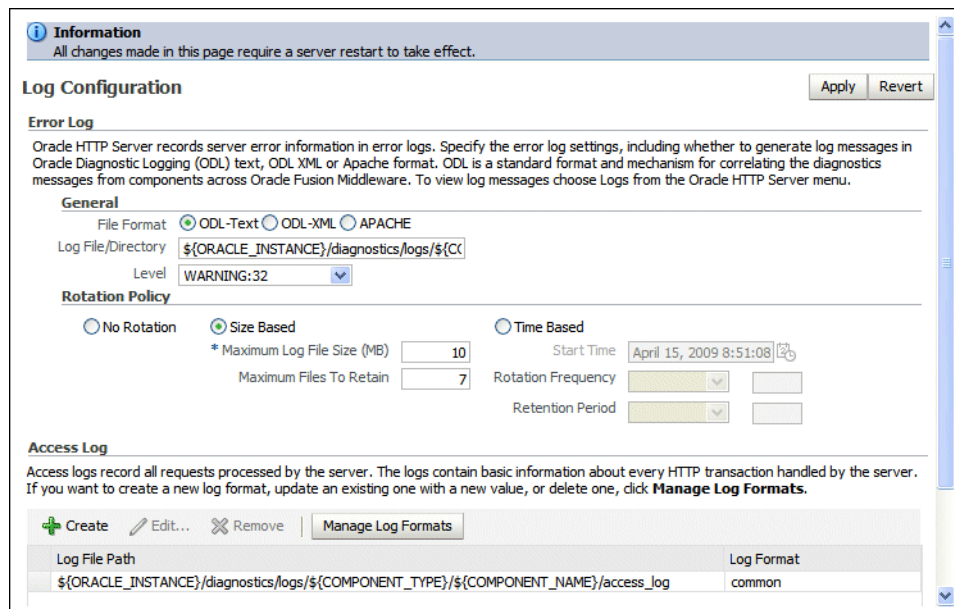 Information
All changes made in this page require a server restart to take effect.
Log Configuration
Apply Revert
Error Log
Oracle HTTP Server records server error information in error logs. Specify the error log settings, including whether to generate log messages in
Oracle Diagnostic Logging (ODL) text, ODL XML or Apache format. ODL is a standard format and mechanism for correlating the diagnostics
messages from components across Oracle Fusion Middleware. To view log messages choose Logs from the Oracle HTTP Server menu.
General
File Format ODL-Text ODL-XML APACHE
Log File/Directory ${ORACLE_INSTANCE}/diagnostics/logs/${CO
Level WARNING:32
Rotation Policy
No Rotation Size Based Time Based
* Maximum Log File Size (MB) 10 Start Time April 15, 2009 8:51:08
Maximum Files To Retain 7 Rotation Frequency
Retention Period
Access Log
Access logs record all requests processed by the server. The logs contain basic information about every HTTP transaction handled by the server.
If you want to create a new log format, update an existing one with a new value, or delete one, click Manage Log Formats.
Create Edit... Remove Manage Log Formats
Log File Path Log Format
${ORACLE_INSTANCE}/diagnostics/logs/${COMPONENT_TYPE}/${COMPONENT_NAME}/access_log common